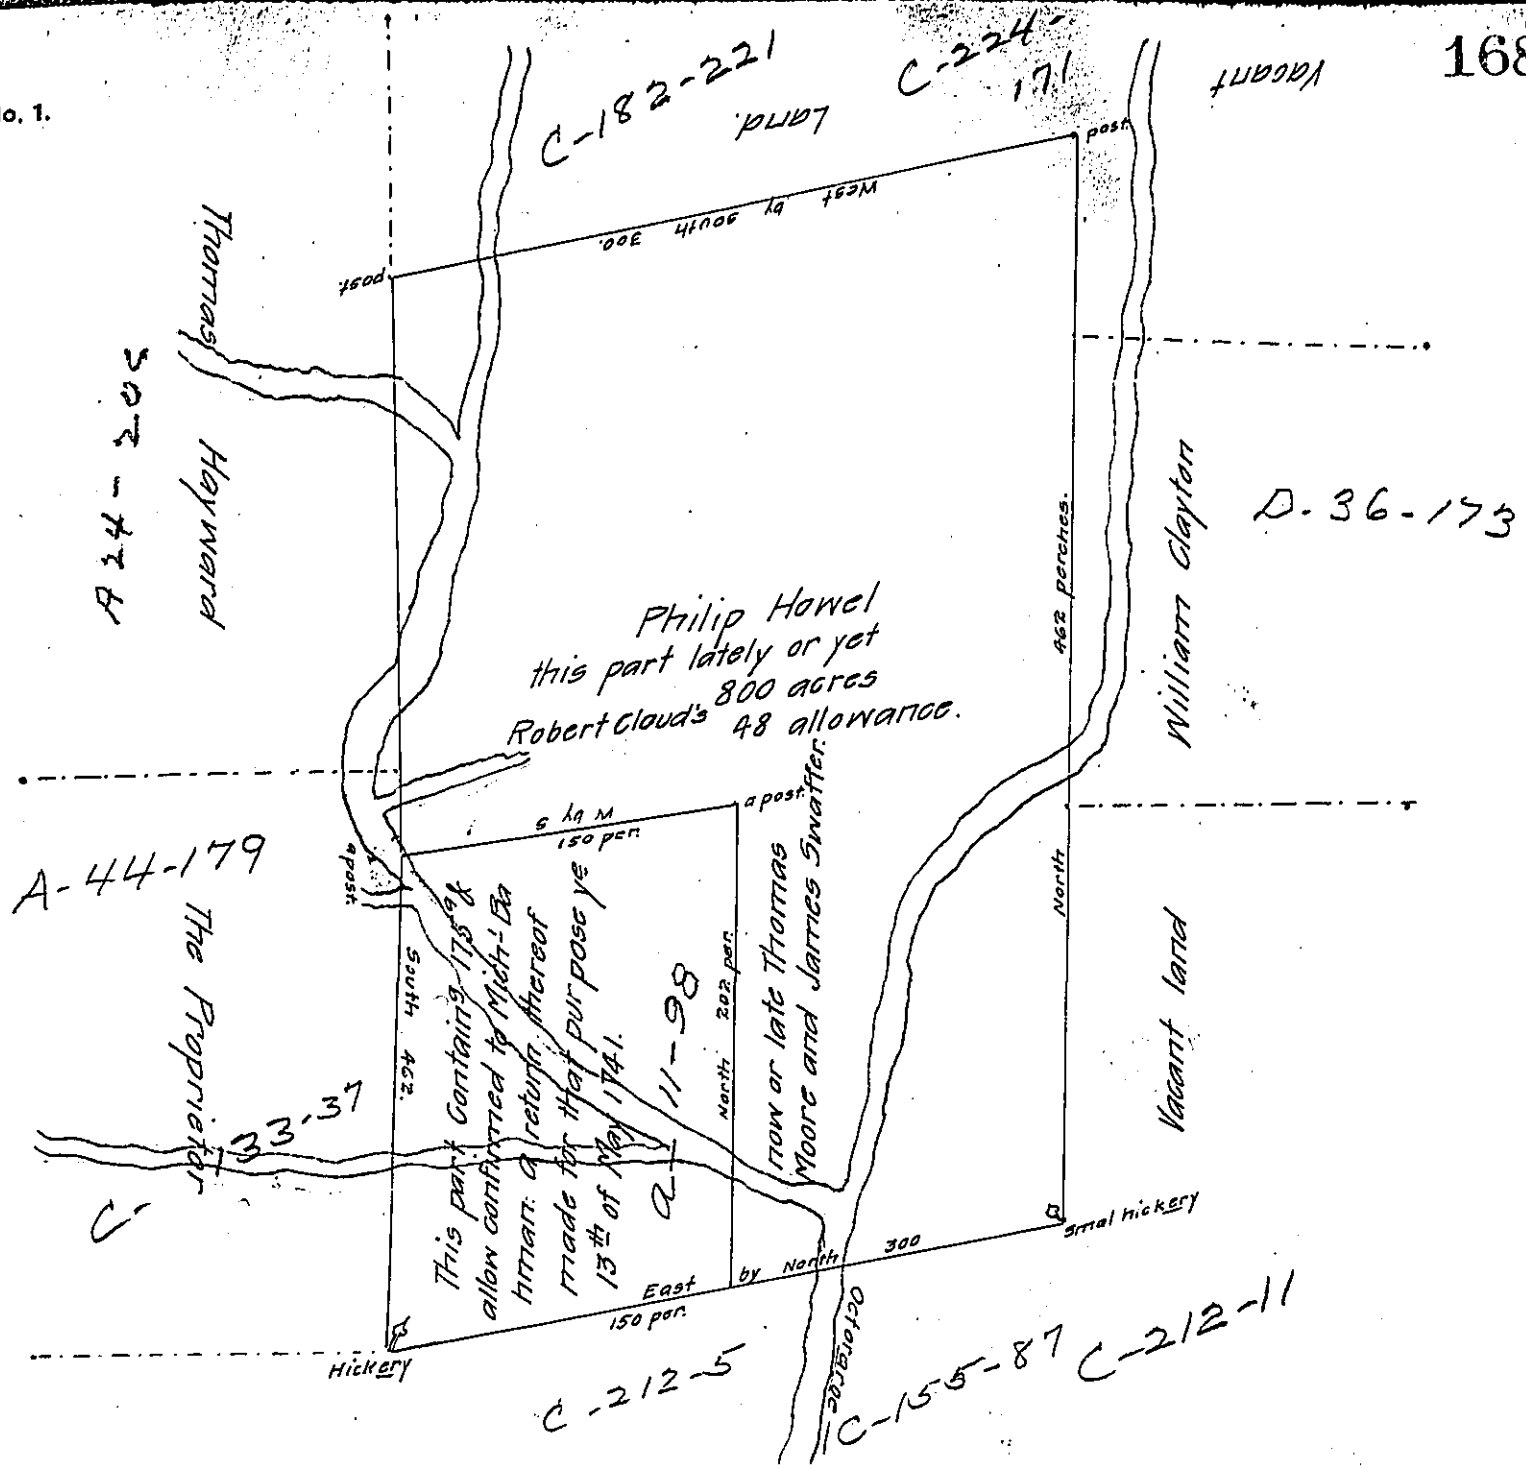 168
No. 1.
C-182-221
C-224-
171
Vacant
Land.
post.
West by south 300.
post.
Thomas
Hayward
A 24 - 205
William Clayton
D-36-173
462 perches.
North
Philip Howel
this part lately or yet
Robert Cloud's 800 acres
48 allowance.
a post.
W by S
150 per.
a post.
A-44-179
The Proprietor
C-133-37
South 462.
This part Containing 175 &
allow confirmed to Mich.l Ba
hman. a return thereof
made for that purpose ye
13th of May 1741.
a 11-98
North 202 per.
now or late Thomas
Moore and James Swaffer.
Vacant land
Smal hickery
East by North 300
150 per.
Hickery
Octoraroe
C-212-5
C-155-87
C-212-11